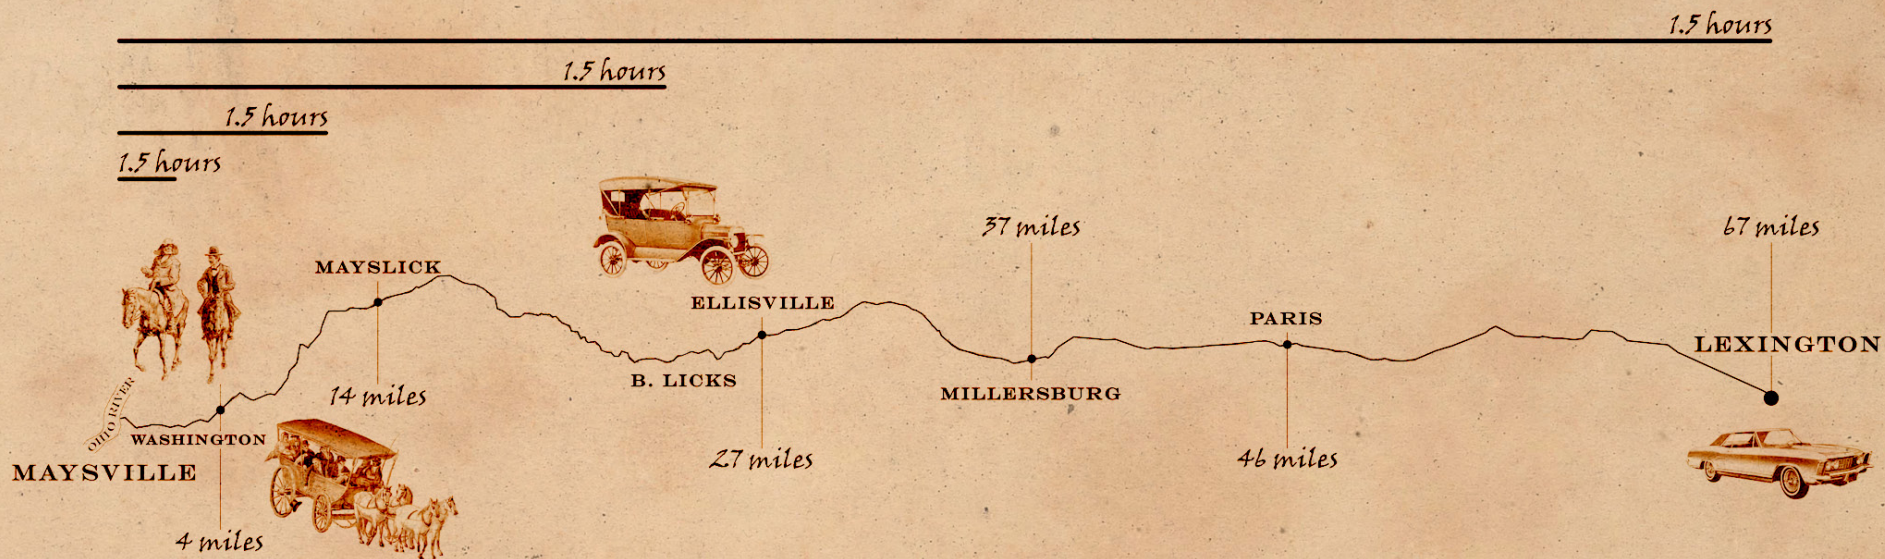 1.5 hours
1.5 hours
1.5 hours
1.5 hours
37 miles
67 miles
MAYSLICK
ELLISVILLE
PARIS
LEXINGTON
B. LICKS
MILLERSBURG
14 miles
OHIO RIVER
WASHINGTON
MAYSVILLE
27 miles
46 miles
4 miles